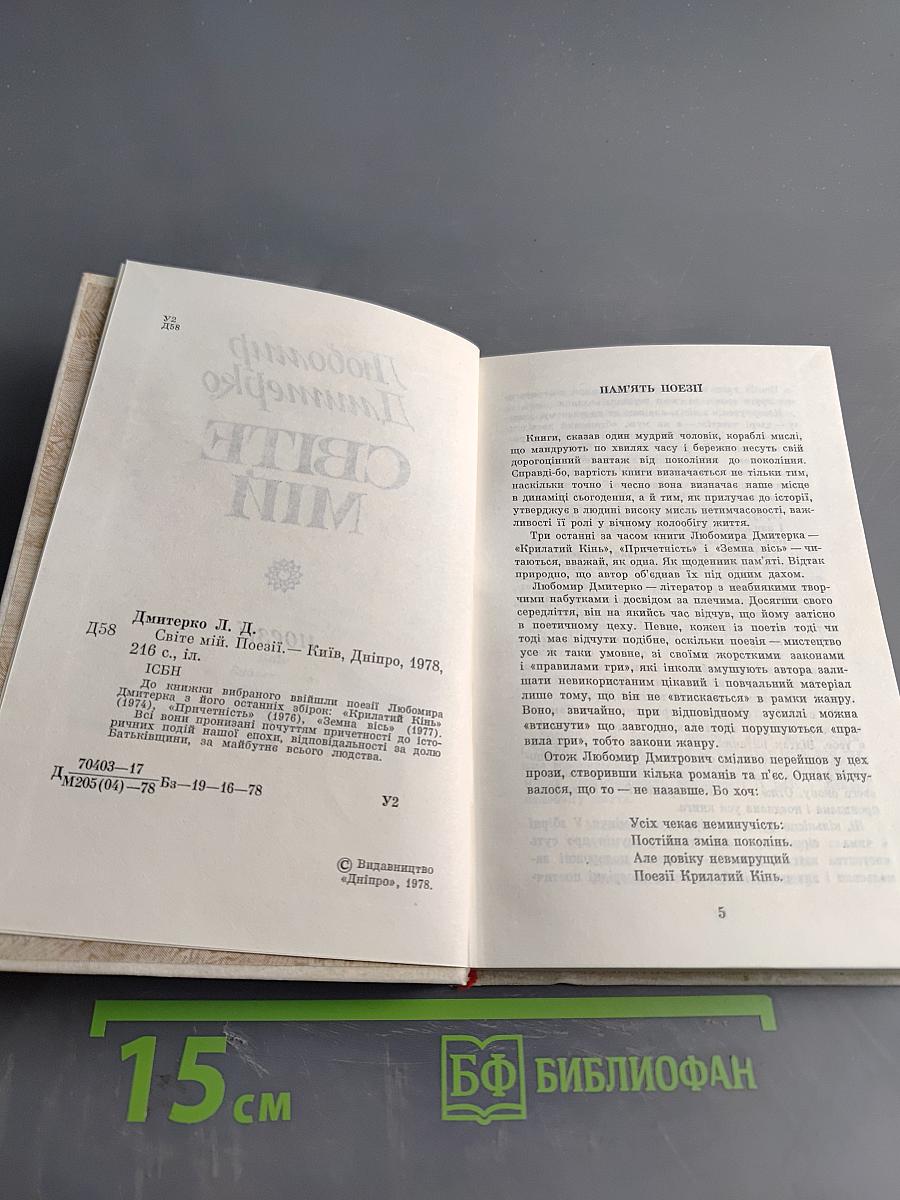 У2
Д58
Любомир
Дмитерко
СВІТЕ
МІЙ
Дмитерко Л. Д.
Д58 Світе мій. Поезії.— Київ, Дніпро, 1978,
216 с., іл.
ІСБН
До книжки вибраного ввійшли поезії Любомира
Дмитерка з його останніх збірок: «Крилатий Кінь»
(1974), «Причетність» (1976), «Земна вісь» (1977).
Всі вони пронизані почуттям причетності до істо-
ричних подій нашої епохи, відповідальності за долю
Батьківщини, за майбутнє всього людства.
Д 70403—17
М205(04)—78 Бз—19—16—78
У2
© Видавництво
«Дніпро», 1978.
ПАМ'ЯТЬ ПОЕЗІЇ
Книги, сказав один мудрий чоловік, кораблі мислі,
що мандрують по хвилях часу і бережно несуть свій
дорогоцінний вантаж від покоління до покоління.
Справді-бо, вартість книги визначається не тільки тим,
наскільки точно і чесно вона визначає наше місце
в динаміці сьогодення, а й тим, як прилучає до історії,
утверджує в людині високу мисль нетимчасовості, важ-
ливості її ролі у вічному колообігу життя.
Три останні за часом книги Любомира Дмитерка —
«Крилатий Кінь», «Причетність» і «Земна вісь» — чи-
таються, вважай, як одна. Як щоденник пам'яті. Відтак
природно, що автор об'єднав їх під одним дахом.
Любомир Дмитерко — літератор з неабиякими твор-
чими набутками і досвідом за плечима. Досягши свого
середліття, він на якийсь час відчув, що йому затісно
в поетичному цеху. Певне, кожен із поетів тоді чи
тоді має відчути подібне, оскільки поезія — мистецтво
усе ж таки умовне, зі своїми жорсткими законами
і «правилами гри», які інколи змушують автора зали-
шати невикористаним цікавий і повчальний матеріал
лише тому, що він не «втискається» в рамки жанру.
Воно, звичайно, при відповідному зусиллі можна
«втиснути» що завгодно, але тоді порушуються «пра-
вила гри», тобто закони жанру.
Отож Любомир Дмитрович сміливо перейшов у цех
прози, створивши кілька романів та п'єс. Однак відчу-
валося, що то — не назавше. Бо хоч:
Усіх чекає неминучість:
Постійна зміна поколінь.
Але довіку невмирущий
Поезії Крилатий Кінь.
5
15 см
БФ БИБЛИОФАН